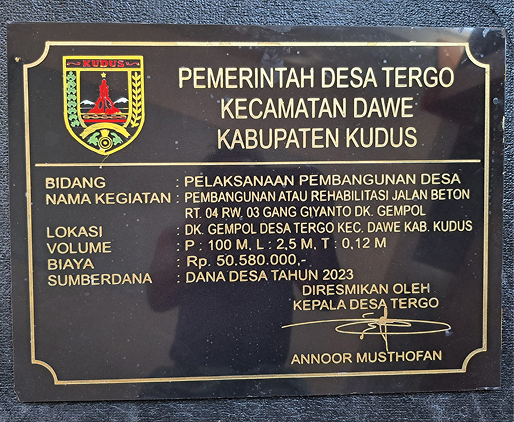 KUDUS
PEMERINTAH DESA TERGO
KECAMATAN DAWE
KABUPATEN KUDUS
BIDANG : PELAKSANAAN PEMBANGUNAN DESA
NAMA KEGIATAN : PEMBANGUNAN ATAU REHABILITASI JALAN BETON
RT. 04 RW. 03 GANG GIYANTO DK. GEMPOL
LOKASI : DK. GEMPOL DESA TERGO KEC. DAWE KAB. KUDUS
VOLUME : P : 100 M, L : 2,5 M, T : 0,12 M
BIAYA : Rp. 50.580.000,-
SUMBERDANA : DANA DESA TAHUN 2023
DIRESMIKAN OLEH
KEPALA DESA TERGO
ANNOOR MUSTHOFAN